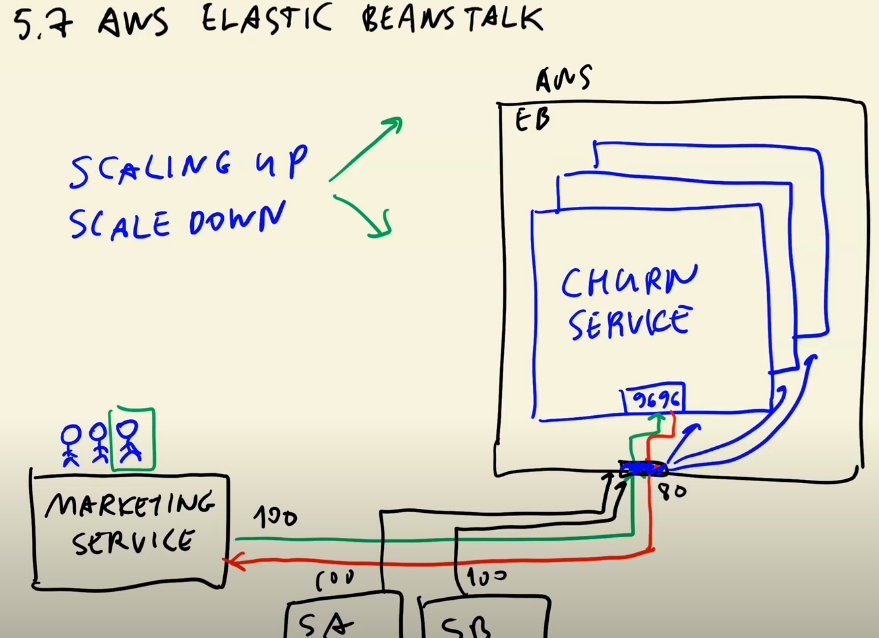 5.7 AWS ELASTIC BEANSTALK
AWS
EB
SCALING UP
SCALE DOWN
CHURN
SERVICE
9696
80
MARKETING
SERVICE
100
100
100
SA
SB